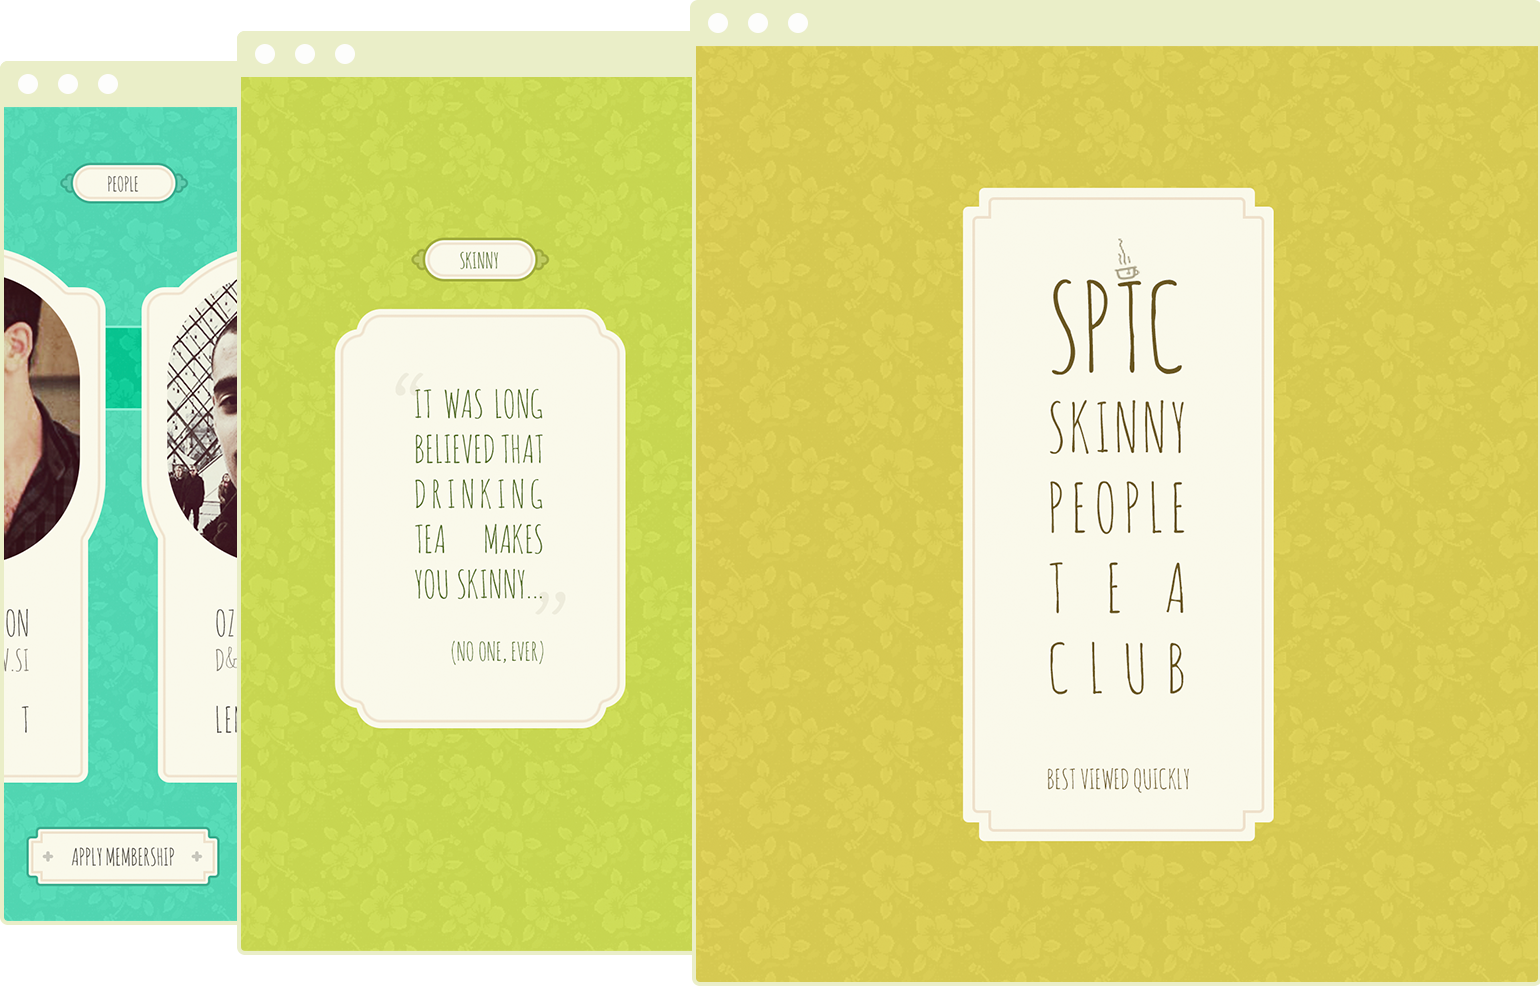 PEOPLE
ON
.SI
T
OZ
D&
LE
APPLY MEMBERSHIP
SKINNY
“IT WAS LONG
BELIEVED THAT
DRINKING
TEA MAKES
YOU SKINNY...”
(NO ONE, EVER)
SPTC
SKINNY
PEOPLE
TEA
CLUB
BEST VIEWED QUICKLY